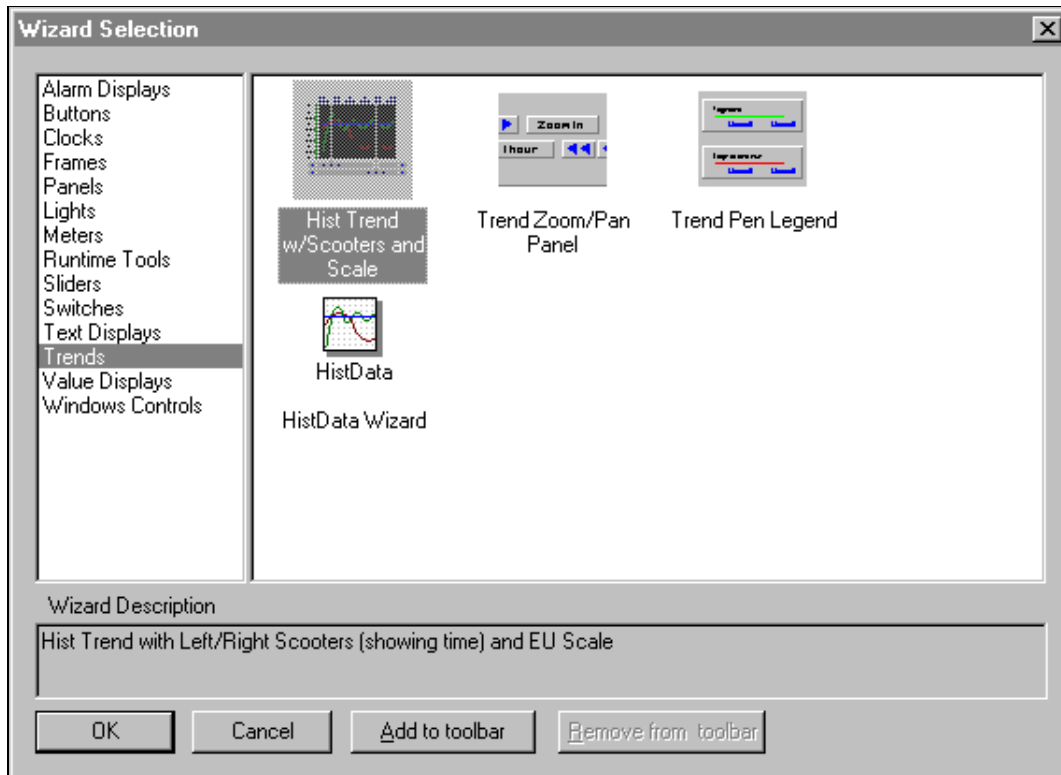 Wizard Selection
Alarm Displays
Buttons
Clocks
Frames
Panels
Lights
Meters
Runtime Tools
Sliders
Switches
Text Displays
Trends
Value Displays
Windows Controls
Zoom In
1hour
Hist Trend
w/Scooters and
Scale
Trend Zoom/Pan
Panel
Trend Pen Legend
HistData
HistData Wizard
Wizard Description
Hist Trend with Left/Right Scooters (showing time) and EU Scale
OK
Cancel
Add to toolbar
Remove from toolbar